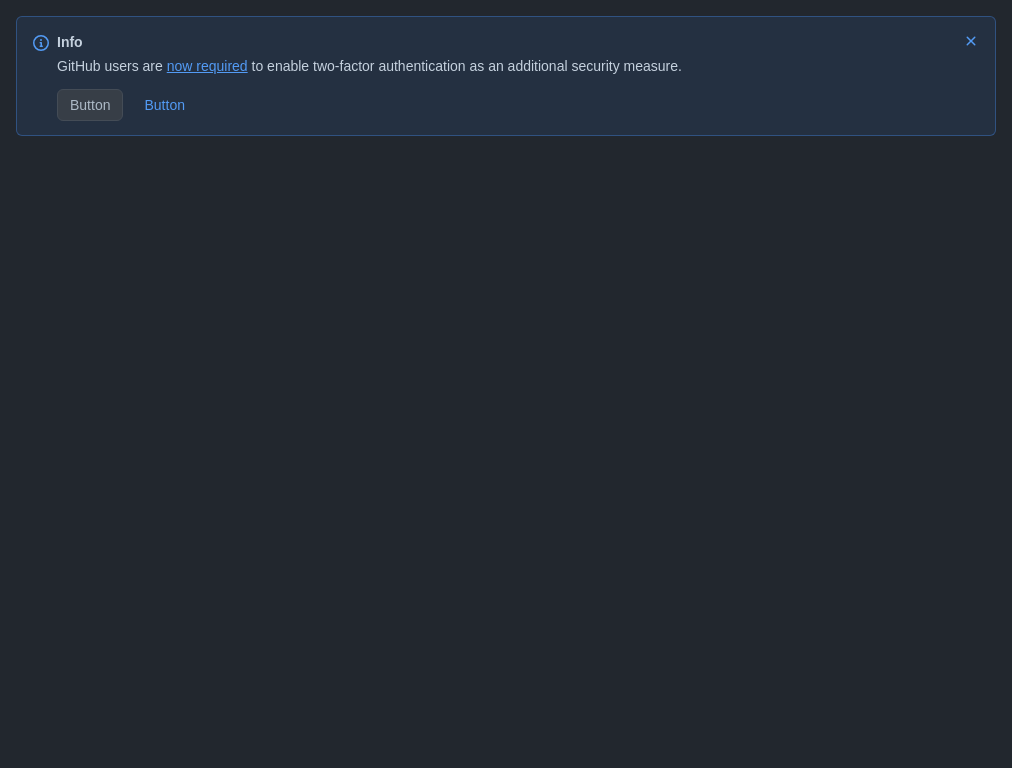 Info
GitHub users are now required to enable two-factor authentication as an additional security measure.
Button Button